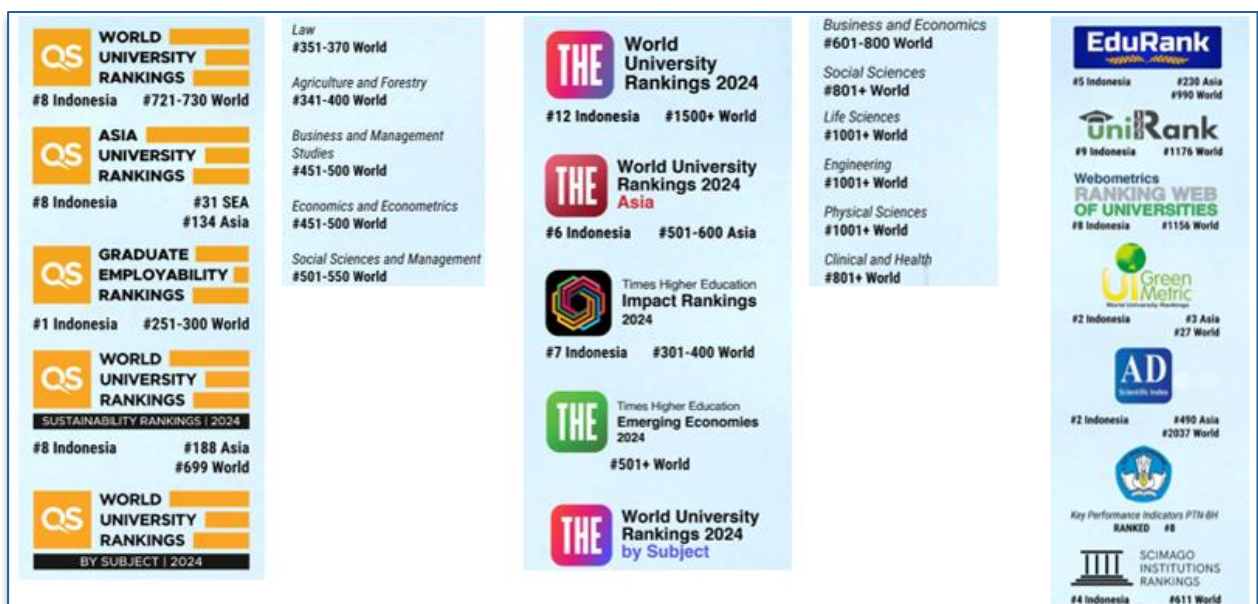 QS
WORLD
UNIVERSITY
RANKINGS
#8 Indonesia #721-730 World
QS
ASIA
UNIVERSITY
RANKINGS
#8 Indonesia #31 SEA
#134 Asia
QS
GRADUATE
EMPLOYABILITY
RANKINGS
#1 Indonesia #251-300 World
QS
WORLD
UNIVERSITY
RANKINGS
SUSTAINABILITY RANKINGS | 2024
#8 Indonesia #188 Asia
#699 World
QS
WORLD
UNIVERSITY
RANKINGS
BY SUBJECT | 2024
Law
#351-370 World
Agriculture and Forestry
#341-400 World
Business and Management
Studies
#451-500 World
Economics and Econometrics
#451-500 World
Social Sciences and Management
#501-550 World
THE
World
University
Rankings 2024
#12 Indonesia #1500+ World
THE
World University
Rankings 2024
Asia
#6 Indonesia #501-600 Asia
Times Higher Education
Impact Rankings
2024
#7 Indonesia #301-400 World
THE
Times Higher Education
Emerging Economies
2024
#501+ World
THE
World University
Rankings 2024
by Subject
Business and Economics
#601-800 World
Social Sciences
#801+ World
Life Sciences
#1001+ World
Engineering
#1001+ World
Physical Sciences
#1001+ World
Clinical and Health
#801+ World
EduRank
#5 Indonesia #230 Asia
#990 World
uniRank
#9 Indonesia #1176 World
Webometrics
RANKING WEB
OF UNIVERSITIES
#8 Indonesia #1156 World
UI Green
Metric
World University Rankings
#2 Indonesia #3 Asia
#27 World
AD
Scientific Index
#2 Indonesia #490 Asia
#2037 World
Key Performance Indicators PTN-BH
RANKED #8
SCIMAGO
INSTITUTIONS
RANKINGS
#4 Indonesia #611 World